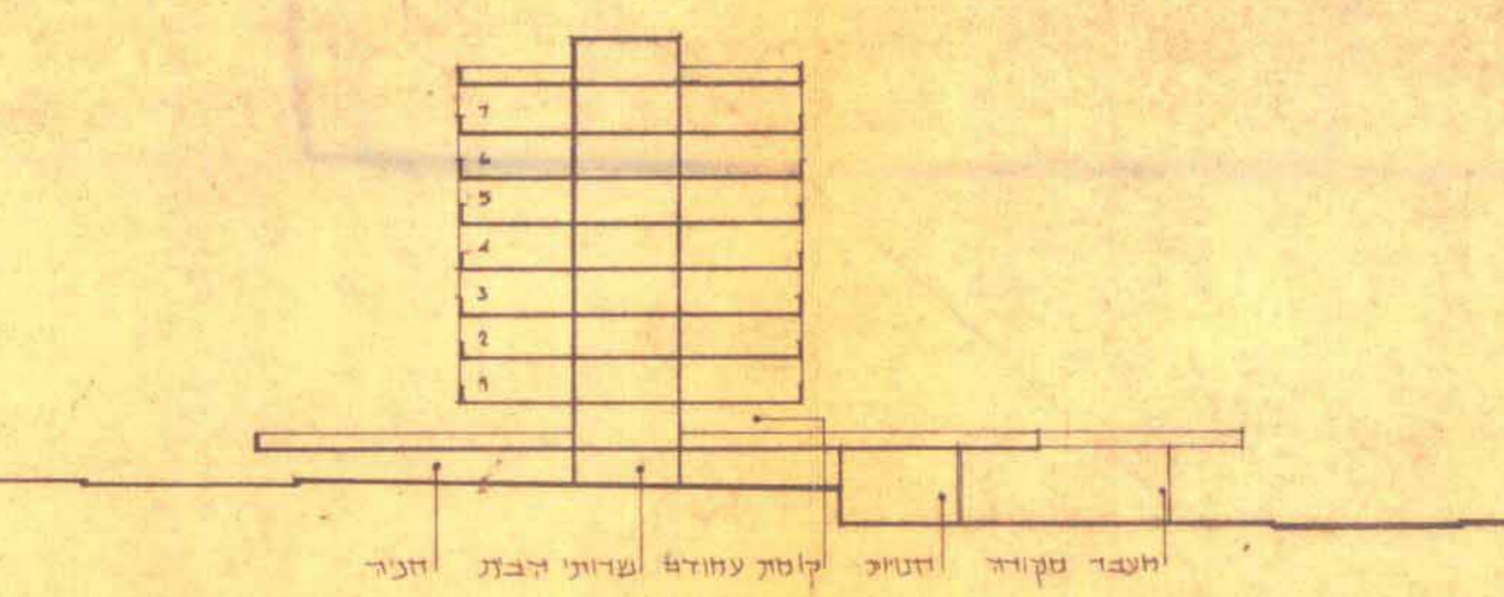 7
6
5
4
3
2
1
מעבר מקורה
חנויות
קומת עמודים
שרותי הבית
חניה